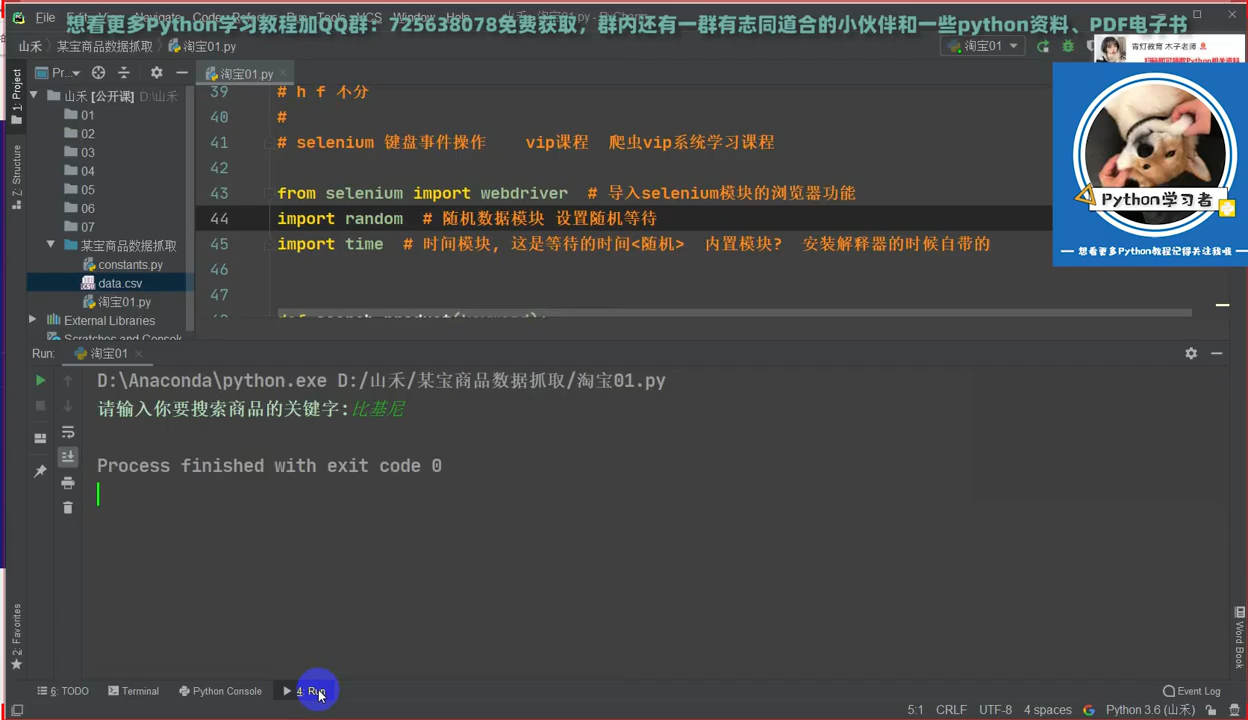 File
想看更多Python学习教程加QQ群：725638078免费获取，群内还有一群有志同道合的小伙伴和一些python资料、PDF电子书
山禾 某宝商品数据抓取 淘宝01.py
淘宝01
青灯教育 木子老师
1: Project
Pr...
淘宝01.py
山禾 [公开课] D:\山禾
01
02
03
04
05
06
07
某宝商品数据抓取
constants.py
data.csv
淘宝01.py
External Libraries
Z: Structure
39 # h f 不分
40 #
41 # selenium 键盘事件操作 vip课程 爬虫vip系统学习课程
42
43 from selenium import webdriver # 导入selenium模块的浏览器功能
44 import random # 随机数据模块 设置随机等待
45 import time # 时间模块, 这是等待的时间<随机> 内置模块? 安装解释器的时候自带的
46
47
Python学习者
想看更多Python教程记得关注我哦
Run: 淘宝01
D:\Anaconda\python.exe D:/山禾/某宝商品数据抓取/淘宝01.py
请输入你要搜索商品的关键字:比基尼
Process finished with exit code 0
2: Favorites
Word Book
6: TODO Terminal Python Console 4: Run Event Log
5:1 CRLF UTF-8 4 spaces Python 3.6 (山禾)